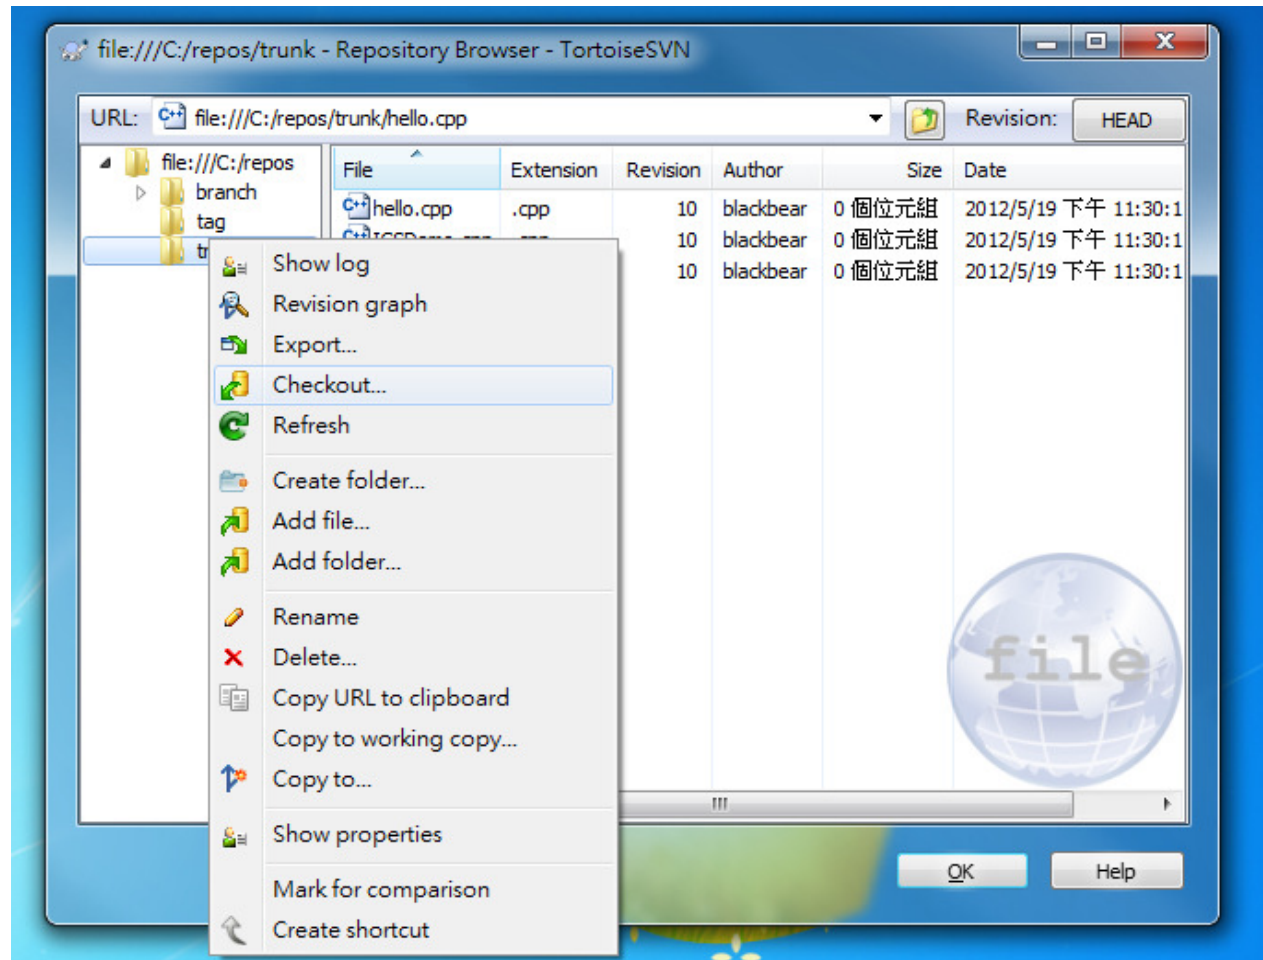 file:///C:/repos/trunk - Repository Browser - TortoiseSVN
URL: file:///C:/repos/trunk/hello.cpp Revision: HEAD
file:///C:/repos
branch
tag
File Extension Revision Author Size Date
hello.cpp .cpp 10 blackbear 0 個位元組 2012/5/19 下午 11:30:1
10 blackbear 0 個位元組 2012/5/19 下午 11:30:1
10 blackbear 0 個位元組 2012/5/19 下午 11:30:1
Show log
Revision graph
Export...
Checkout...
Refresh
Create folder...
Add file...
Add folder...
Rename
Delete...
Copy URL to clipboard
Copy to working copy...
Copy to...
Show properties
Mark for comparison
Create shortcut
file
OK Help